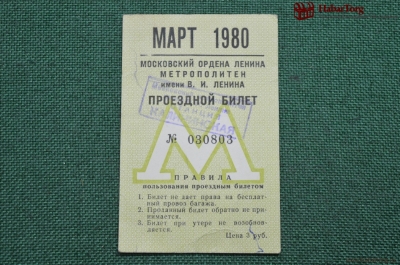 МАРТ 1980
МОСКОВСКИЙ ОРДЕНА ЛЕНИНА
МЕТРОПОЛИТЕН
ИМЕНИ В. И. ЛЕНИНА
ПРОЕЗДНОЙ БИЛЕТ
№ 030803
М
ПРАВИЛА
пользования проездным билетом
1. Билет не дает права на бесплат-
ный провоз багажа.
2. Проданный билет обратно не при-
нимается.
3. Билет при утере не возобнов-
ляется.
Цена 3 руб.